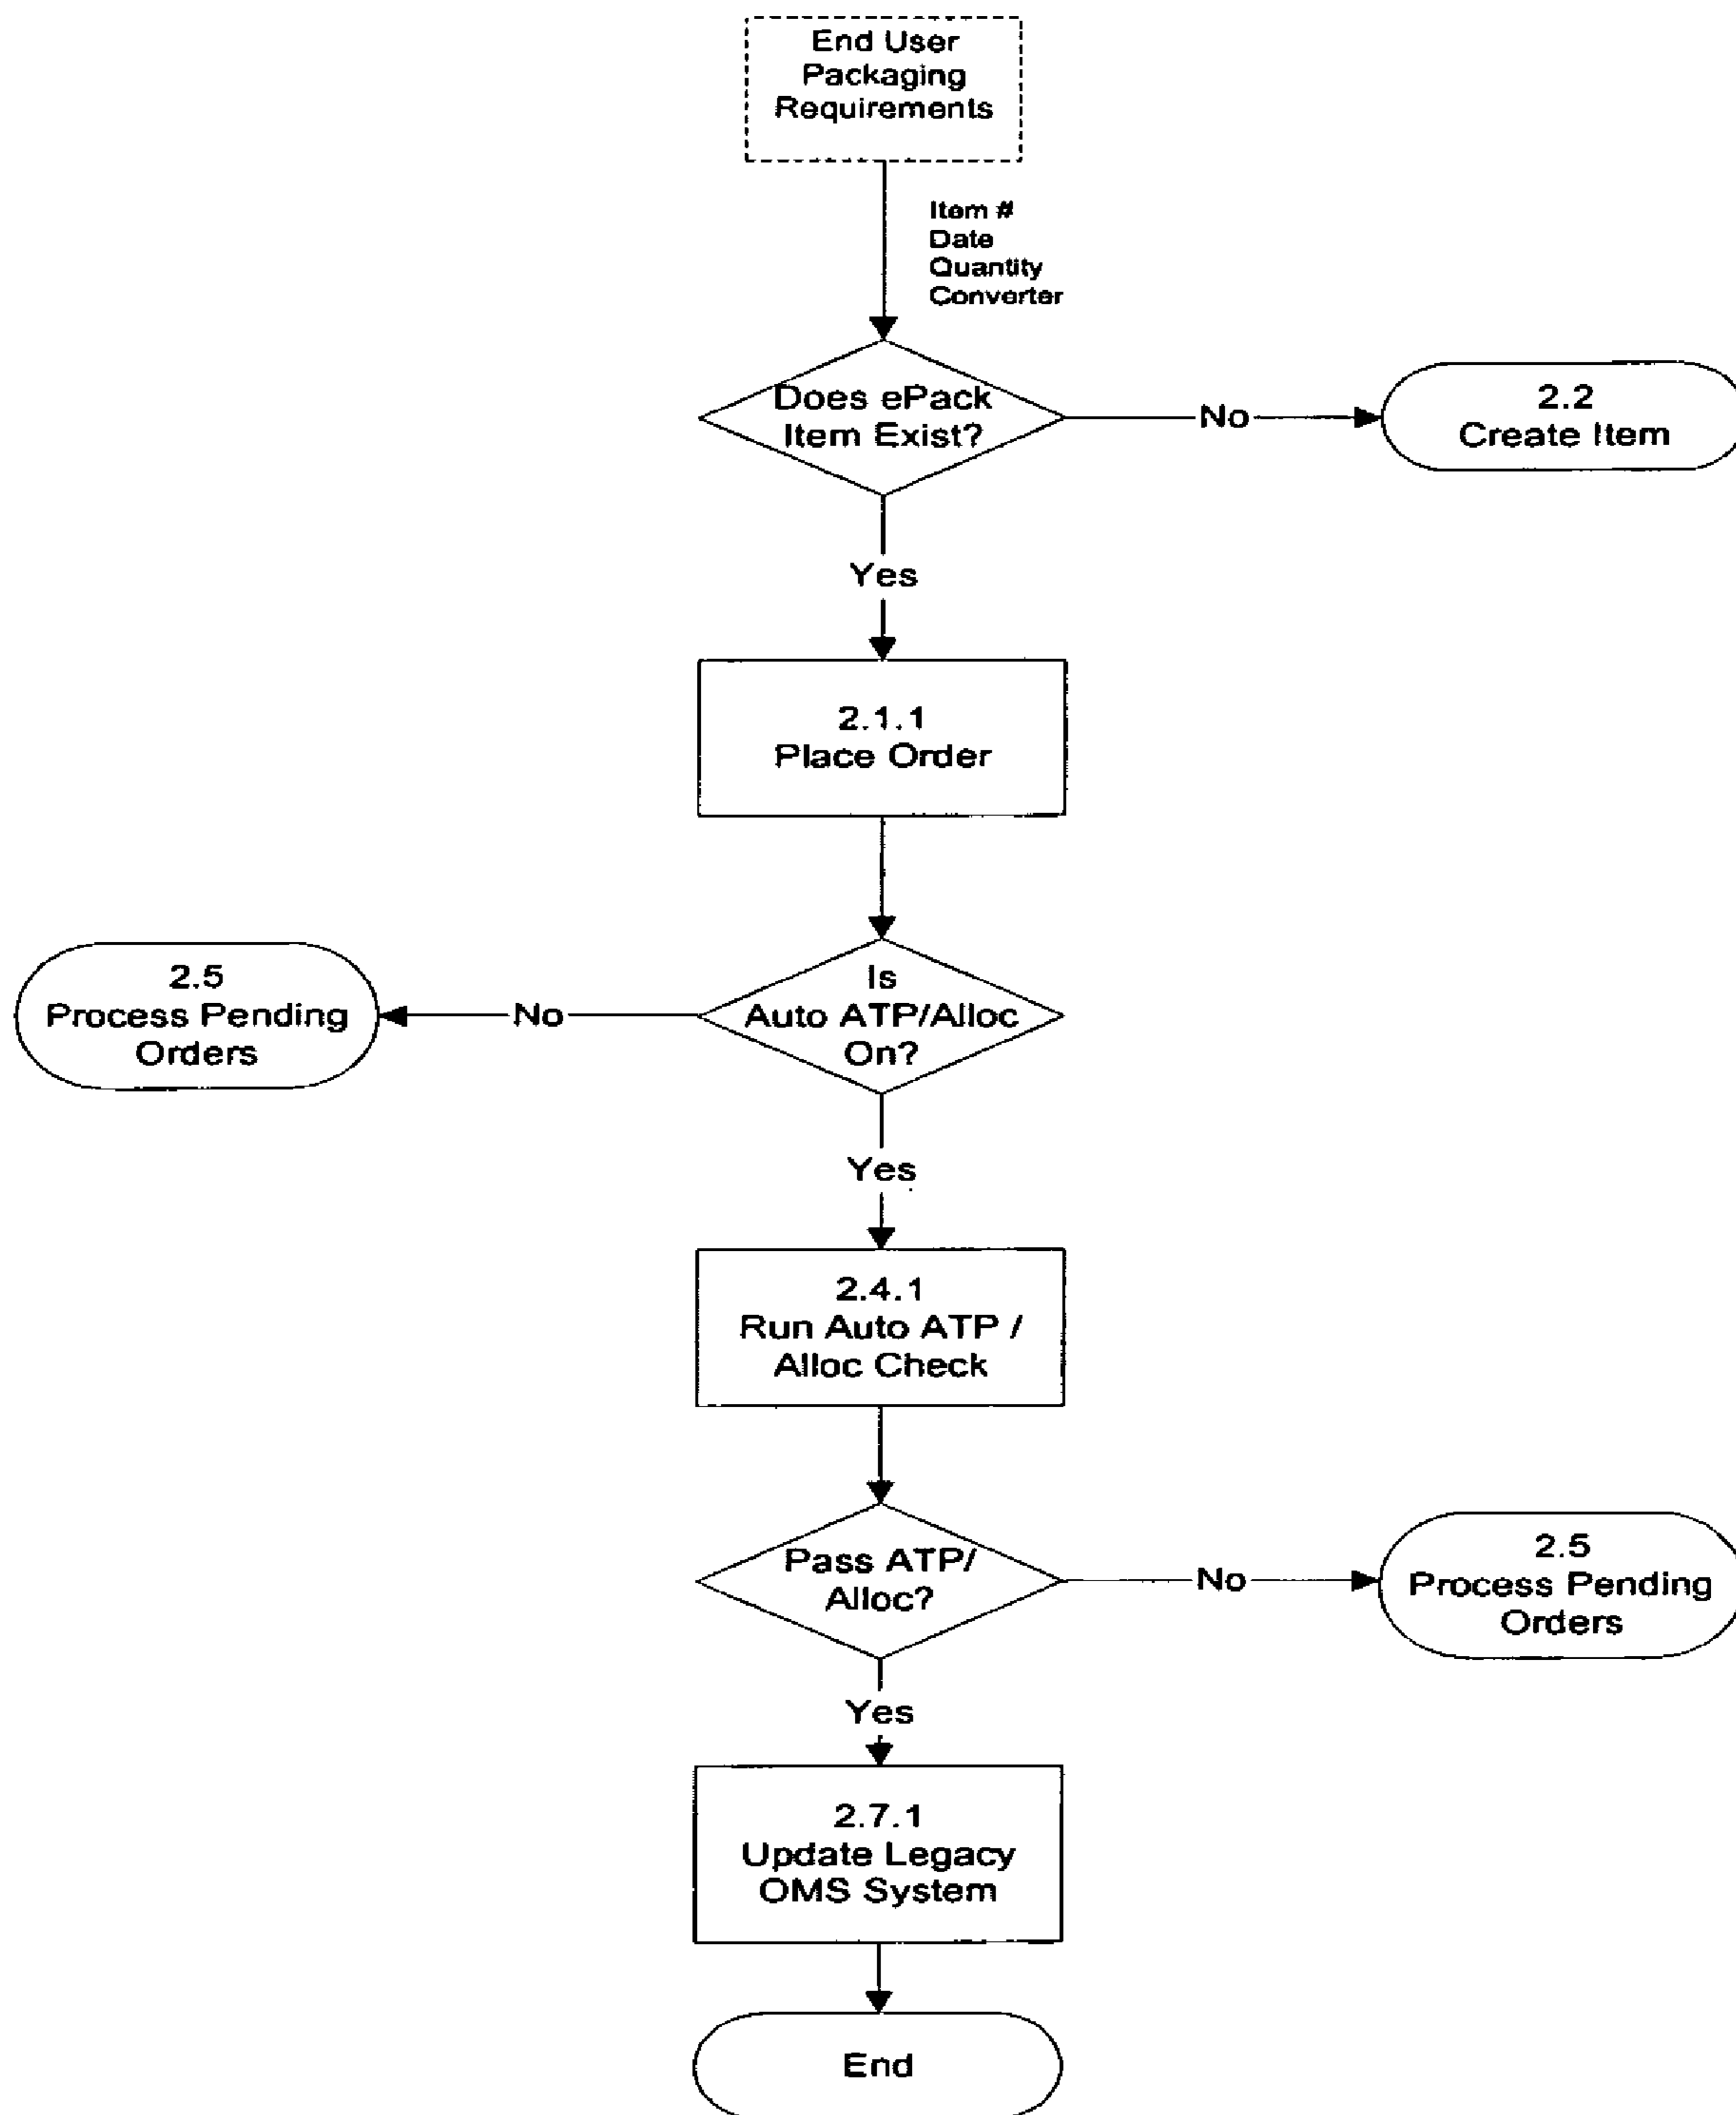 End User
Packaging
Requirements
Item #
Date
Quantity
Converter
Does ePack
Item Exist?
No
2.2
Create Item
Yes
2.1.1
Place Order
Is
Auto ATP/Alloc
On?
No
2.5
Process Pending
Orders
Yes
2.4.1
Run Auto ATP /
Alloc Check
Pass ATP/
Alloc?
No
2.5
Process Pending
Orders
Yes
2.7.1
Update Legacy
OMS System
End